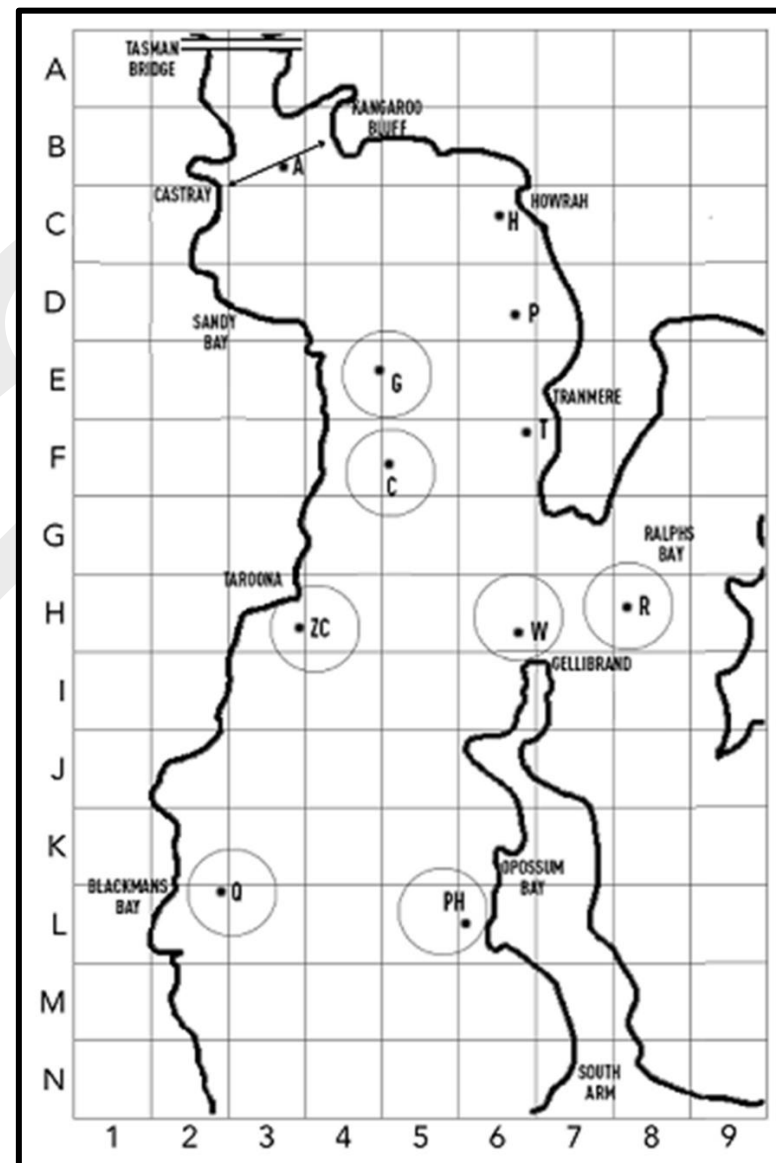 A
TASMAN
BRIDGE
KANGAROO
BLUFF
B
A
CASTRAY
HOWRAH
C
H
D
P
SANDY
BAY
E
G
TRANMERE
F
T
C
G
RALPHS
BAY
TAROONA
H
ZC
W
R
GELLIBRAND
I
J
K
OPOSSUM
BAY
BLACKMANS
BAY
Q
L
PH
M
N
SOUTH
ARM
1 2 3 4 5 6 7 8 9